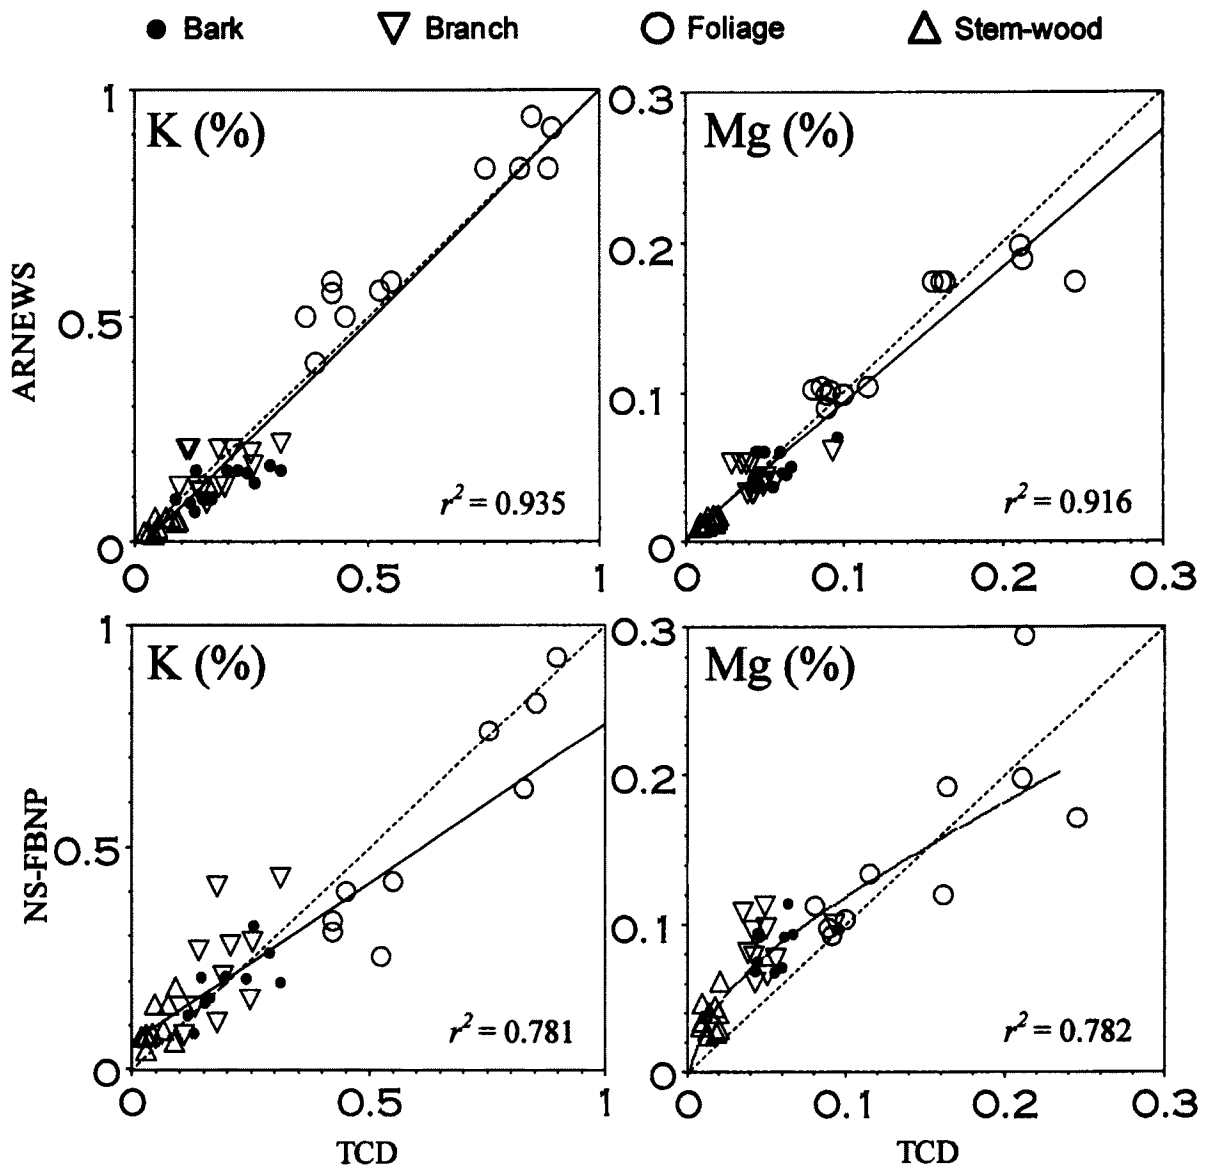 Bark Branch Foliage Stem-wood
1 K (%) 0.3 Mg (%)
0.2
ARNEWS
0.5
0.1
r² = 0.935 r² = 0.916
0 0
0 0.5 1 0 0.1 0.2 0.3
1 K (%) 0.3 Mg (%)
0.2
NS-FBNP
0.5
0.1
r² = 0.781 r² = 0.782
0 0
0 0.5 1 0 0.1 0.2 0.3
TCD TCD